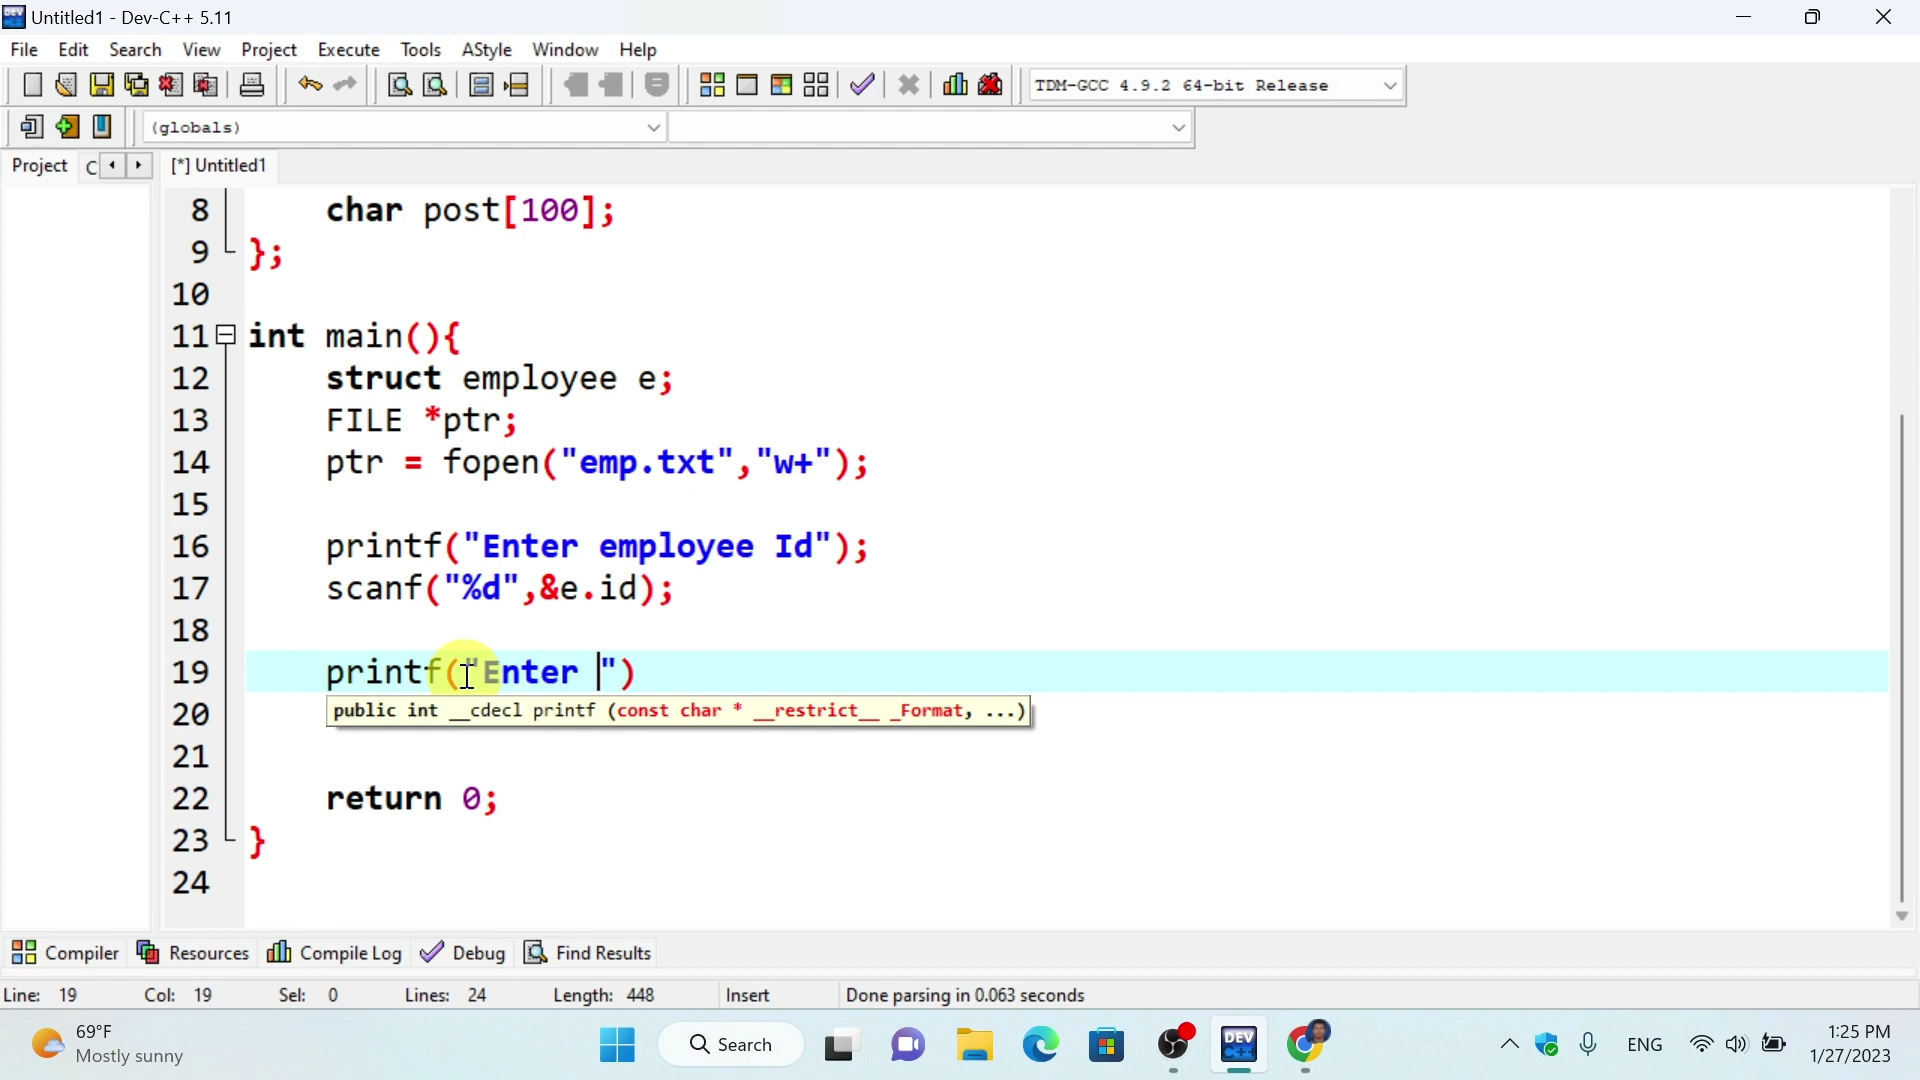 Untitled1 - Dev-C++ 5.11
File Edit Search View Project Execute Tools AStyle Window Help
TDM-GCC 4.9.2 64-bit Release
(globals)
Project C [*] Untitled1
8 char post[100];
9 };
10
11 int main(){
12 struct employee e;
13 FILE *ptr;
14 ptr = fopen("emp.txt","w+");
15
16 printf("Enter employee Id");
17 scanf("%d",&e.id);
18
19 printf("Enter ")
20 public int __cdecl printf (const char * __restrict__ _Format, ...)
21
22 return 0;
23 }
24
Compiler Resources Compile Log Debug Find Results
Line: 19 Col: 19 Sel: 0 Lines: 24 Length: 448 Insert Done parsing in 0.063 seconds
69°F
Mostly sunny
Search
DEV
C++
ENG
1:25 PM
1/27/2023